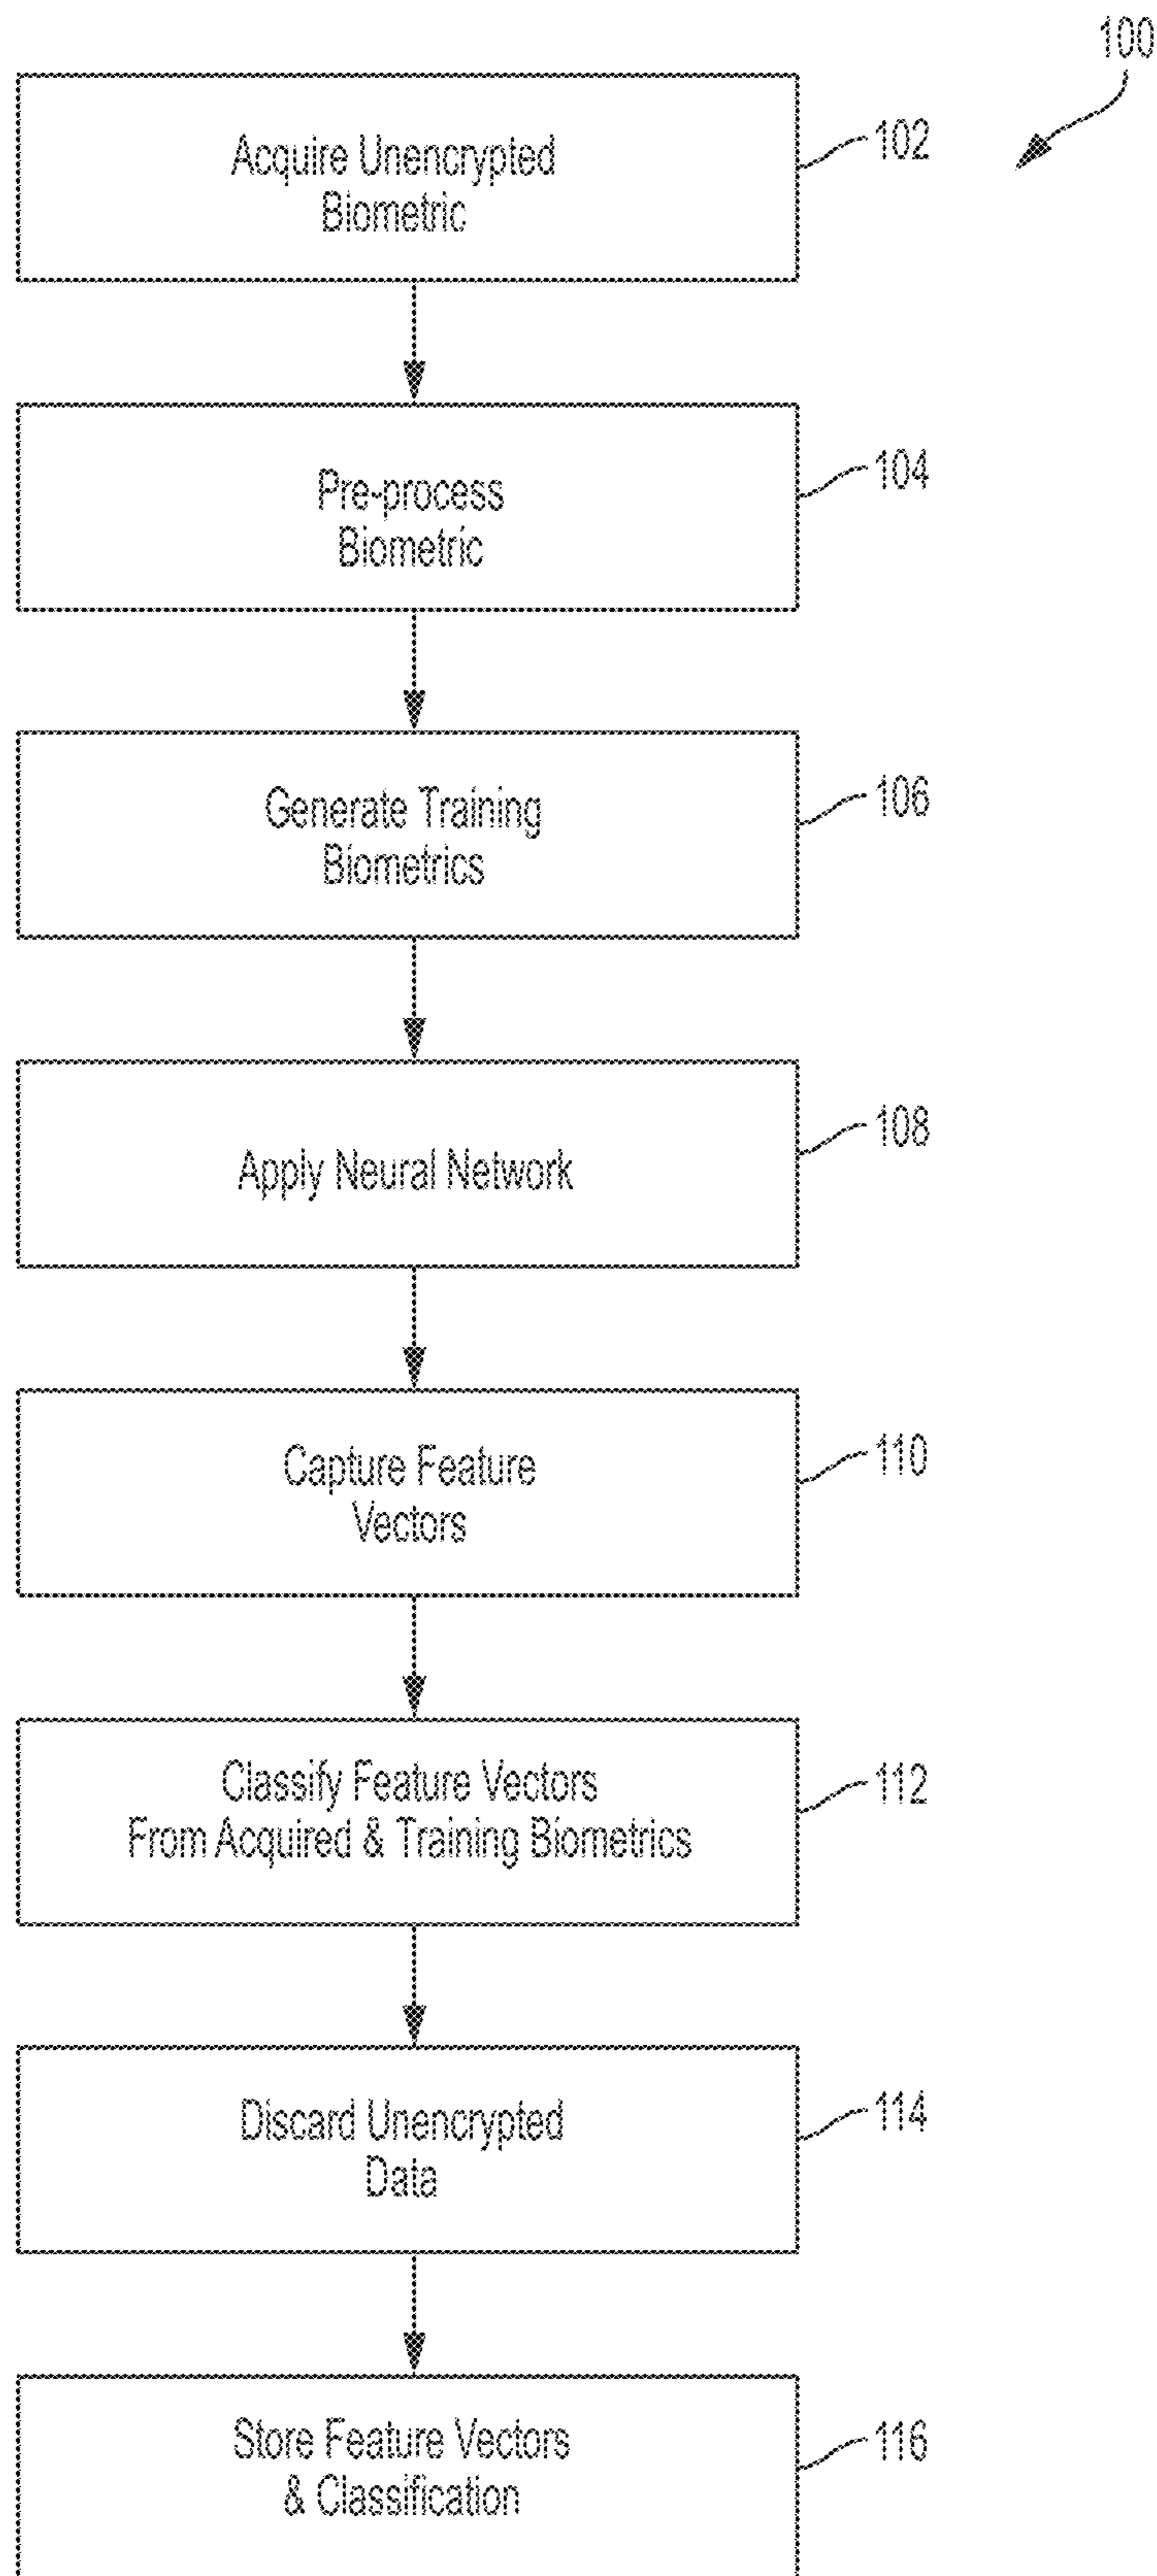 100
Acquire Unencrypted
Biometric
102
Pre-process
Biometric
104
Generate Training
Biometrics
106
Apply Neural Network
108
Capture Feature
Vectors
110
Classify Feature Vectors
From Acquired & Training Biometrics
112
Discard Unencrypted
Data
114
Store Feature Vectors
& Classification
116